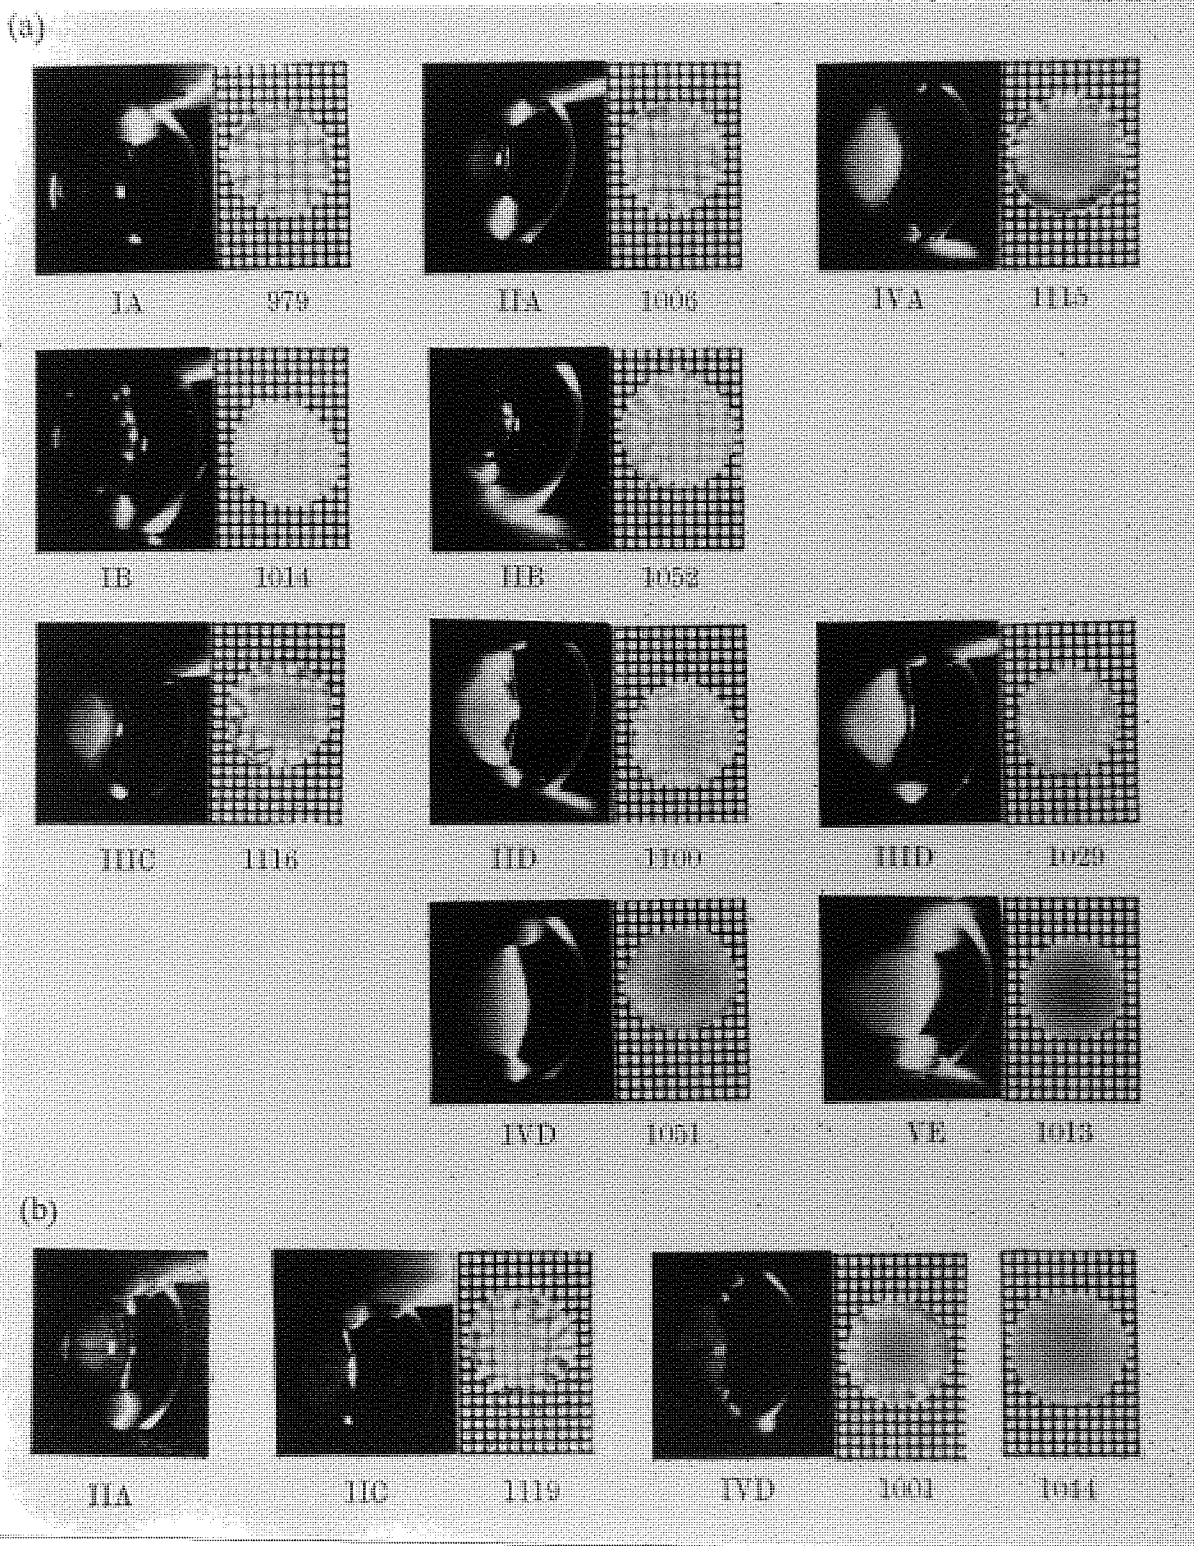 (a)
IA 979 IIA 1006 IVA 1115
IB 1014 IIB 1052
IIIC 1116 IID 1100 IIID 1029
IVD 1051 VE 1013
(b)
IIA IIC 1119 IVD 1001 1044